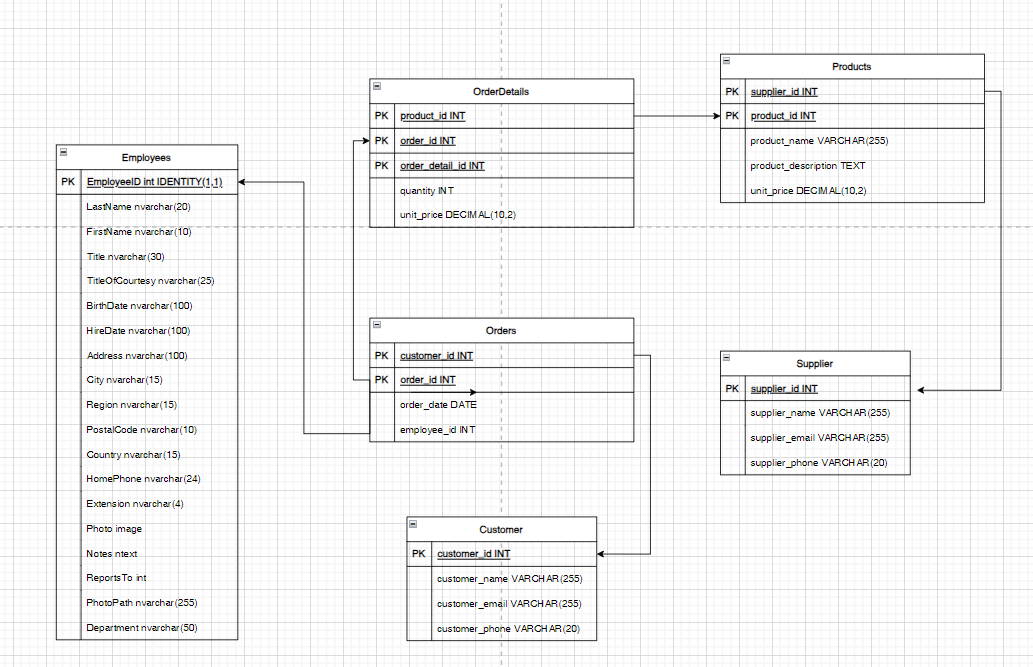 Products
PK supplier_id INT
PK product_id INT
product_name VARCHAR(255)
product_description TEXT
unit_price DECIMAL(10,2)
OrderDetails
PK product_id INT
PK order_id INT
PK order_detail_id INT
quantity INT
unit_price DECIMAL(10,2)
Employees
PK EmployeeID int IDENTITY(1,1)
LastName nvarchar(20)
FirstName nvarchar(10)
Title nvarchar(30)
TitleOfCourtesy nvarchar(25)
BirthDate nvarchar(100)
HireDate nvarchar(100)
Address nvarchar(100)
City nvarchar(15)
Region nvarchar(15)
PostalCode nvarchar(10)
Country nvarchar(15)
HomePhone nvarchar(24)
Extension nvarchar(4)
Photo image
Notes ntext
ReportsTo int
PhotoPath nvarchar(255)
Department nvarchar(50)
Orders
PK customer_id INT
PK order_id INT
order_date DATE
employee_id INT
Supplier
PK supplier_id INT
supplier_name VARCHAR(255)
supplier_email VARCHAR(255)
supplier_phone VARCHAR(20)
Customer
PK customer_id INT
customer_name VARCHAR(255)
customer_email VARCHAR(255)
customer_phone VARCHAR(20)